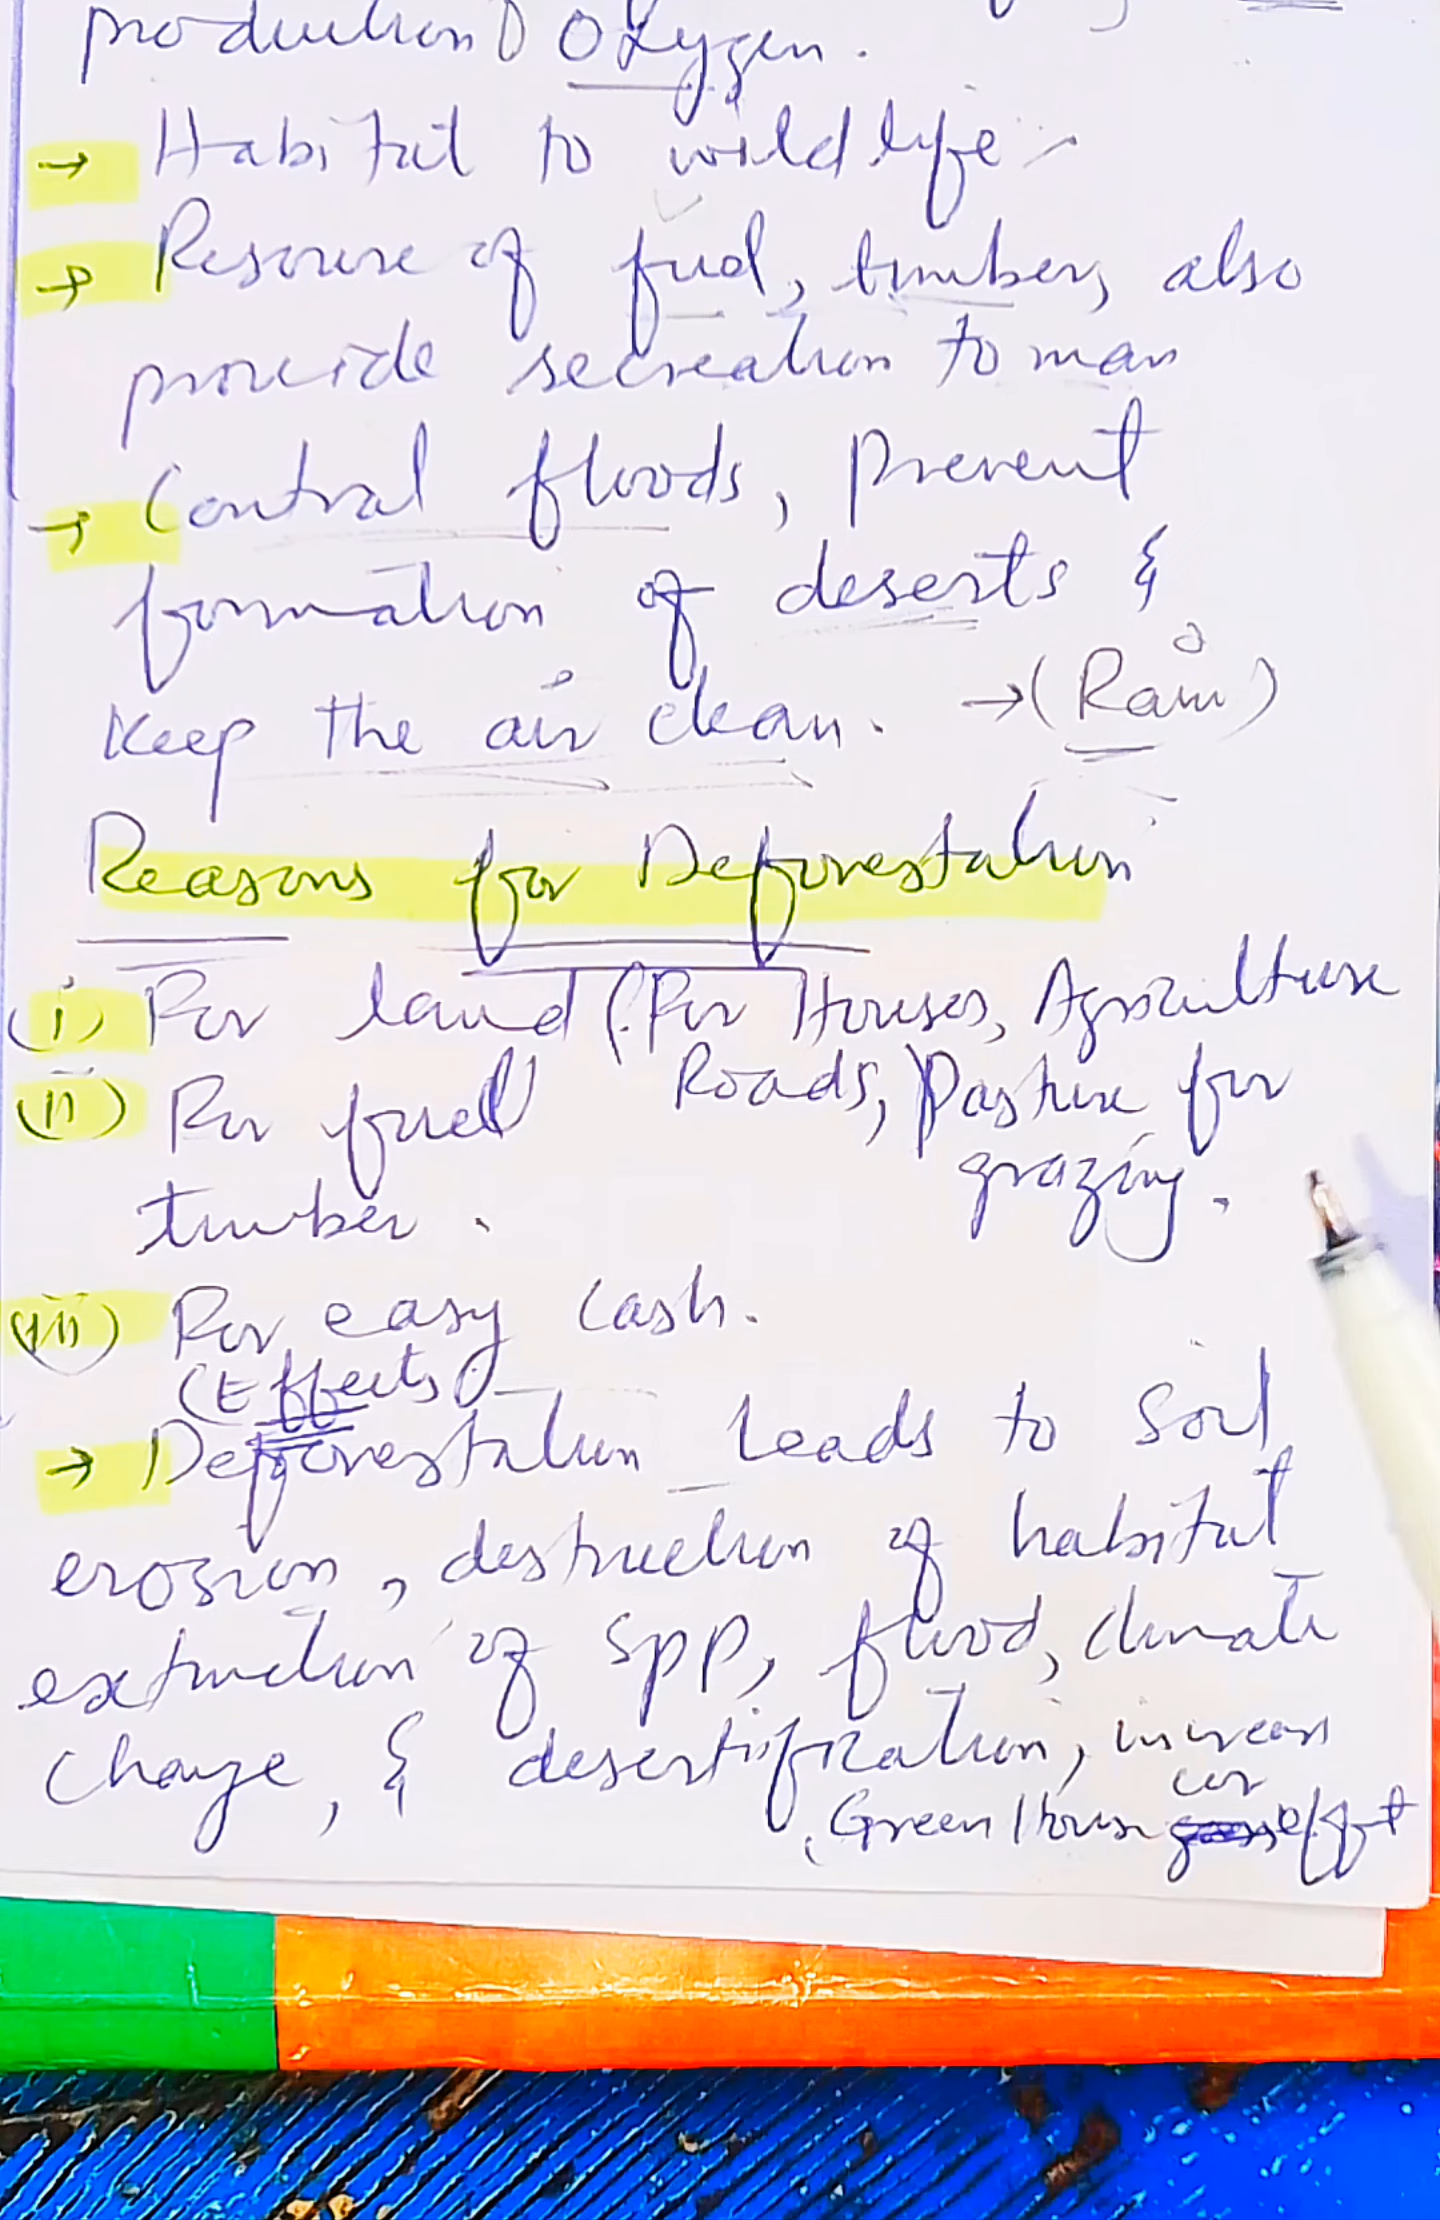 production of Oxygen.
→ Habitat to wild life
→ Resourse of fuel, timber, also
provide recreation to man
→ Control floods, prevent
formation of deserts &
Keep the air clean. → (Rain)
Reasons for Deforestation
(i) For land (For Houses, Agriculture
Roads, Pasture for
grazing.
(ii) For fuel
timber.
(iii) For easy Cash.
(Effects)
→ Deforestation leads to Soil
erosion, destruction of habitat
extinction of spp, flood, climate
change, & desertification, increase
or
Green House effect